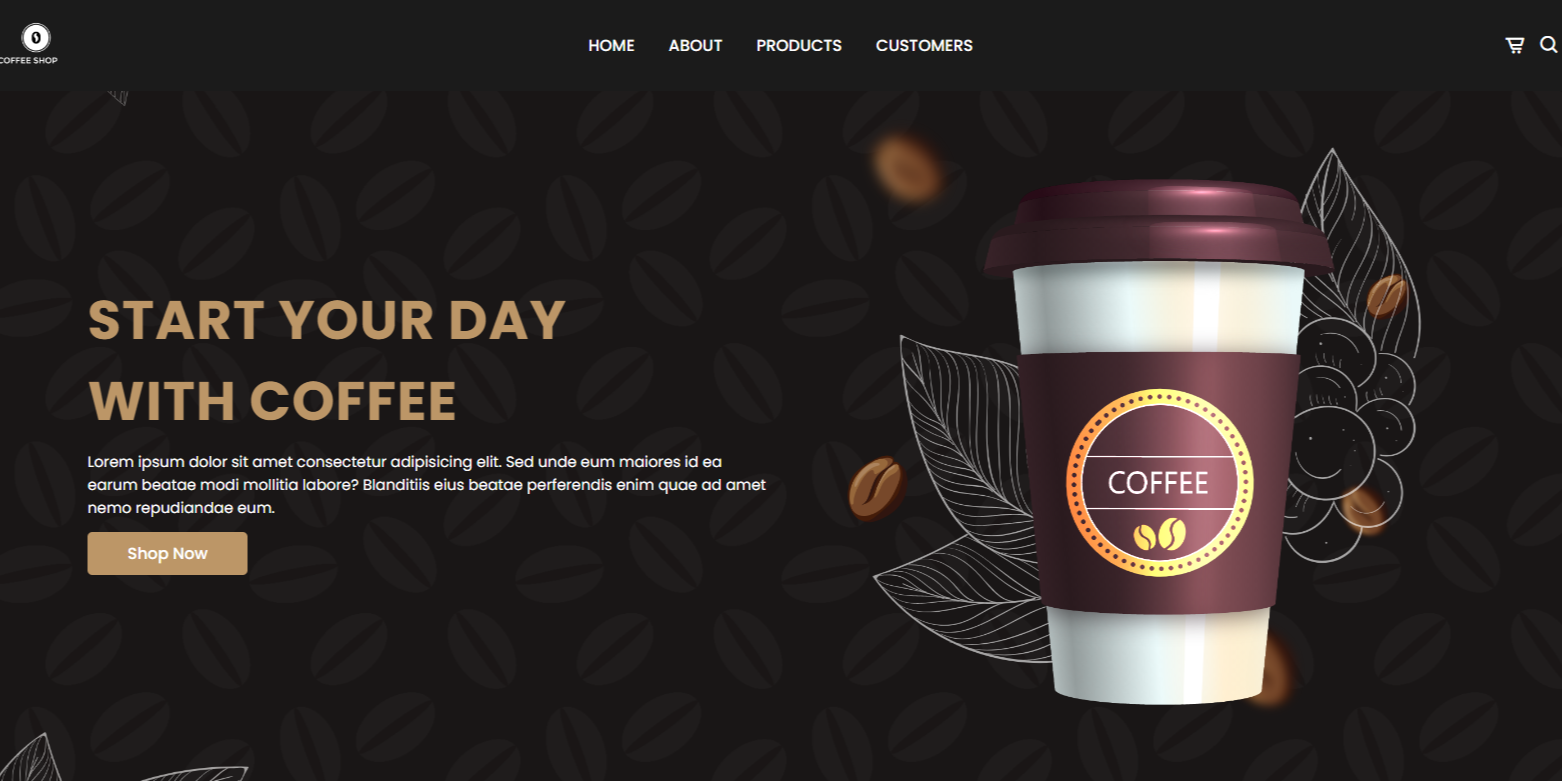 COFFEE SHOP
HOME ABOUT PRODUCTS CUSTOMERS
START YOUR DAY
WITH COFFEE
Lorem ipsum dolor sit amet consectetur adipisicing elit. Sed unde eum maiores id ea
earum beatae modi mollitia labore? Blanditiis eius beatae perferendis enim quae ad amet
nemo repudiandae eum.
Shop Now
COFFEE